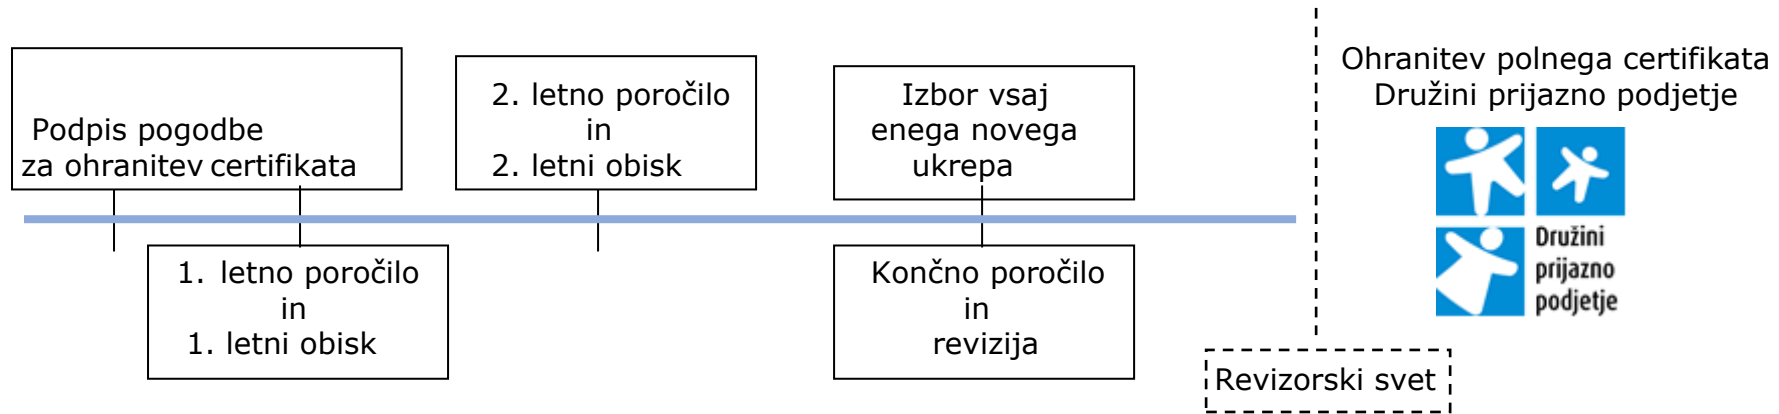 Podpis pogodbe
za ohranitev certifikata
1. letno poročilo
in
1. letni obisk
2. letno poročilo
in
2. letni obisk
Izbor vsaj
enega novega
ukrepa
Končno poročilo
in
revizija
Revizorski svet
Ohranitev polnega certifikata
Družini prijazno podjetje
Družini
prijazno
podjetje